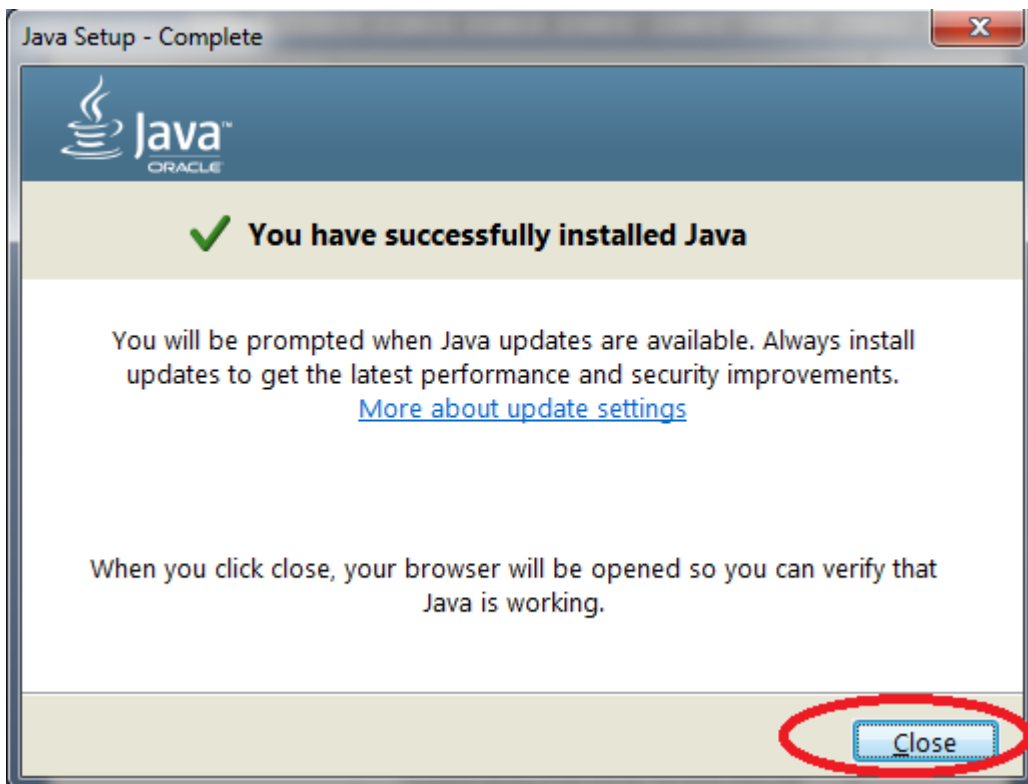 Java Setup - Complete
Java™
ORACLE
You have successfully installed Java
You will be prompted when Java updates are available. Always install
updates to get the latest performance and security improvements.
More about update settings
When you click close, your browser will be opened so you can verify that
Java is working.
Close